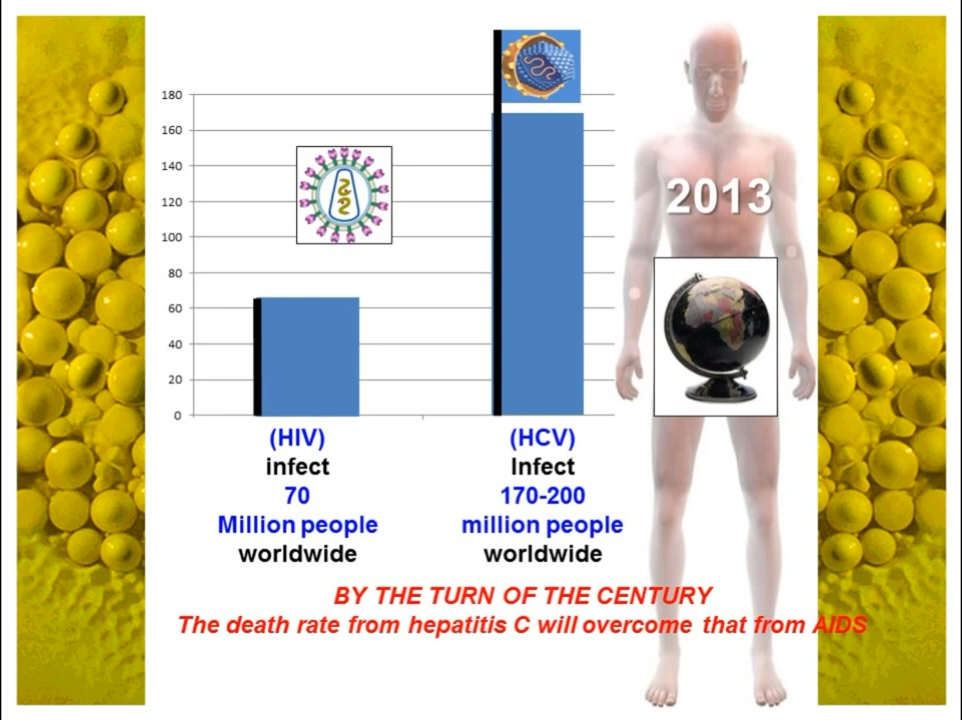 180
160
140
120
100
80
60
40
20
0
2013
(HIV)
infect
70
Million people
worldwide
(HCV)
Infect
170-200
million people
worldwide
BY THE TURN OF THE CENTURY
The death rate from hepatitis C will overcome that from AIDS